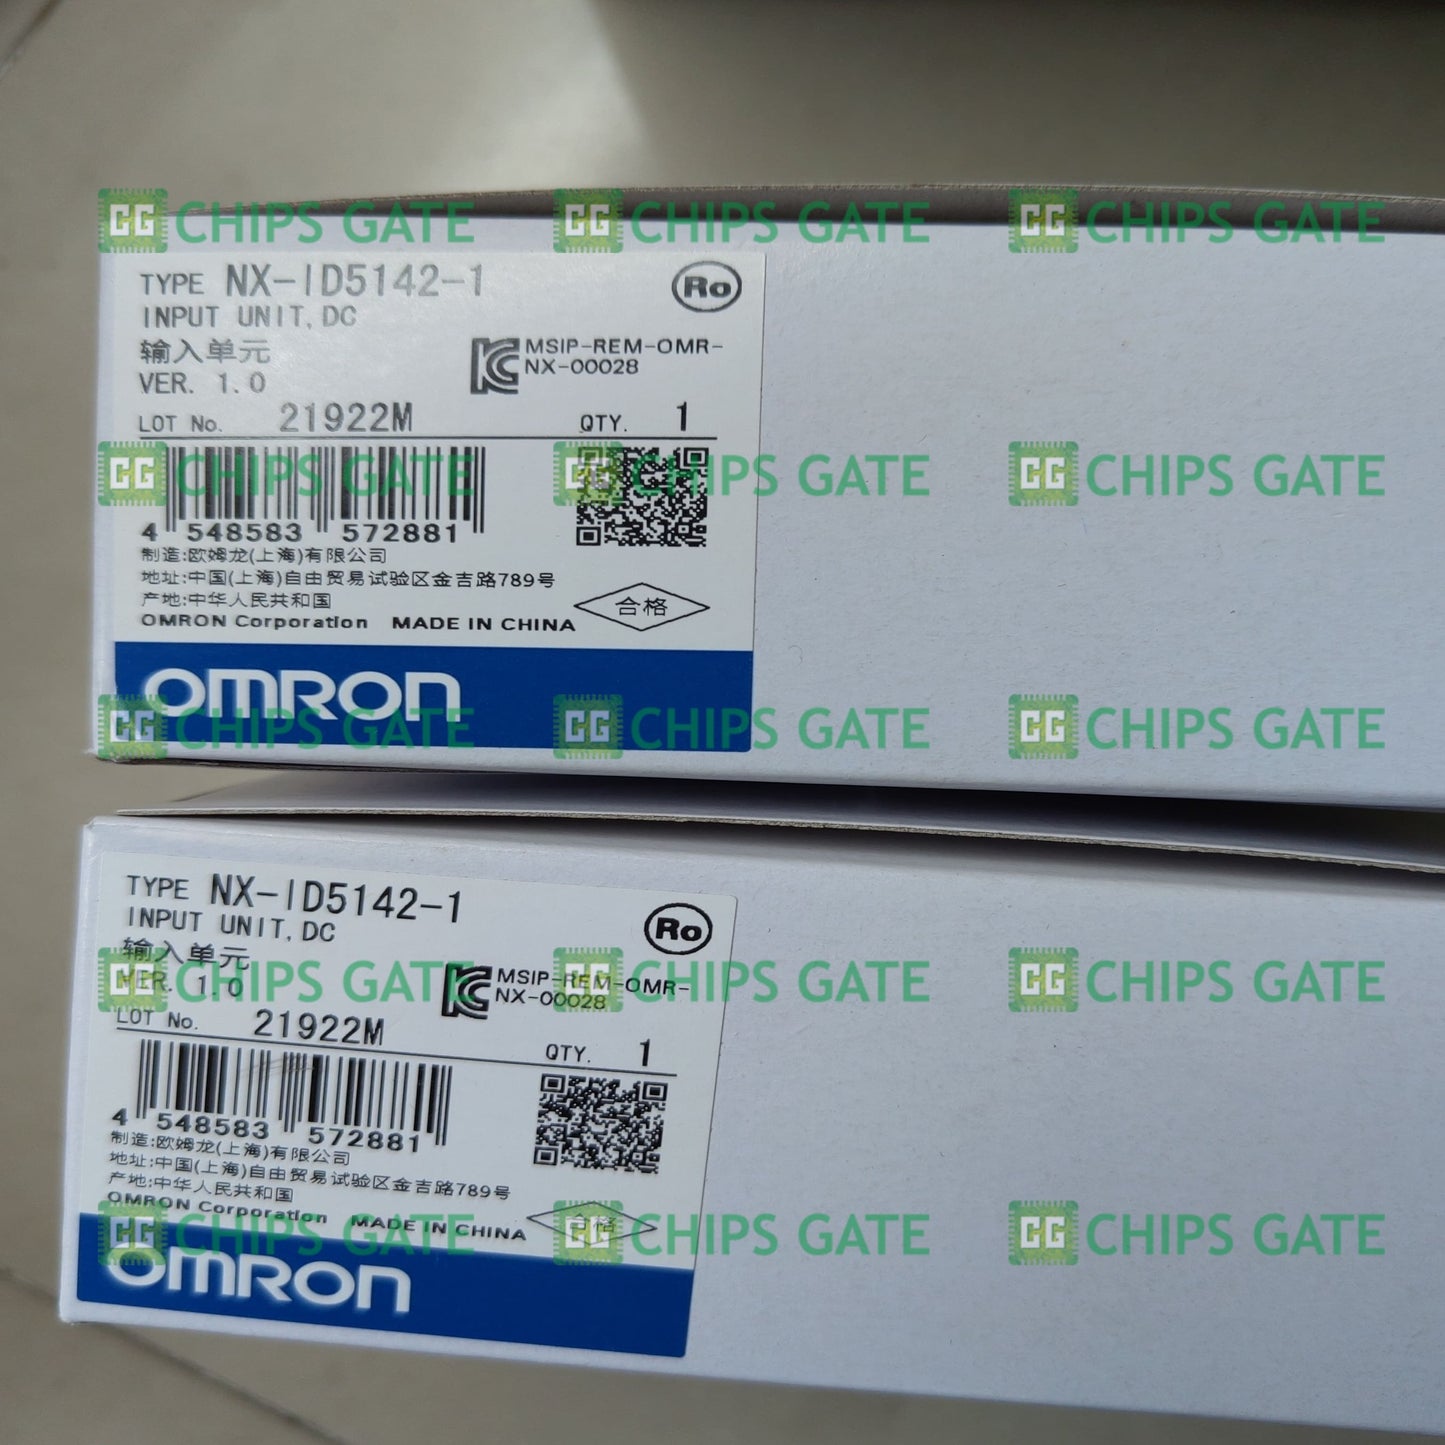 CG CHIPS GATE CG CHIPS GATE CG CHIPS GATE
TYPE NX-ID5142-1
Ro
INPUT UNIT, DC
输入单元
MSIP-REM-OMR-
NX-00028
VER. 1.0
LOT No. 21922M QTY. 1
CG CHIPS GATE CG CHIPS GATE CG CHIPS GATE
4 548583 572881
制造:欧姆龙(上海)有限公司
地址:中国(上海)自由贸易试验区金吉路789号
产地:中华人民共和国
合格
OMRON Corporation MADE IN CHINA
OMRON
CG CHIPS GATE CG CHIPS GATE CG CHIPS GATE
TYPE NX-ID5142-1
Ro
INPUT UNIT, DC
输入单元
MSIP-REM-OMR-
NX-00028
VER. 1.0
CG CHIPS GATE CG CHIPS GATE CG CHIPS GATE
LOT No. 21922M QTY. 1
4 548583 572881
制造:欧姆龙(上海)有限公司
地址:中国(上海)自由贸易试验区金吉路789号
产地:中华人民共和国
OMRON Corporation MADE IN CHINA
合格
CG CHIPS GATE CG CHIPS GATE CG CHIPS GATE
OMRON